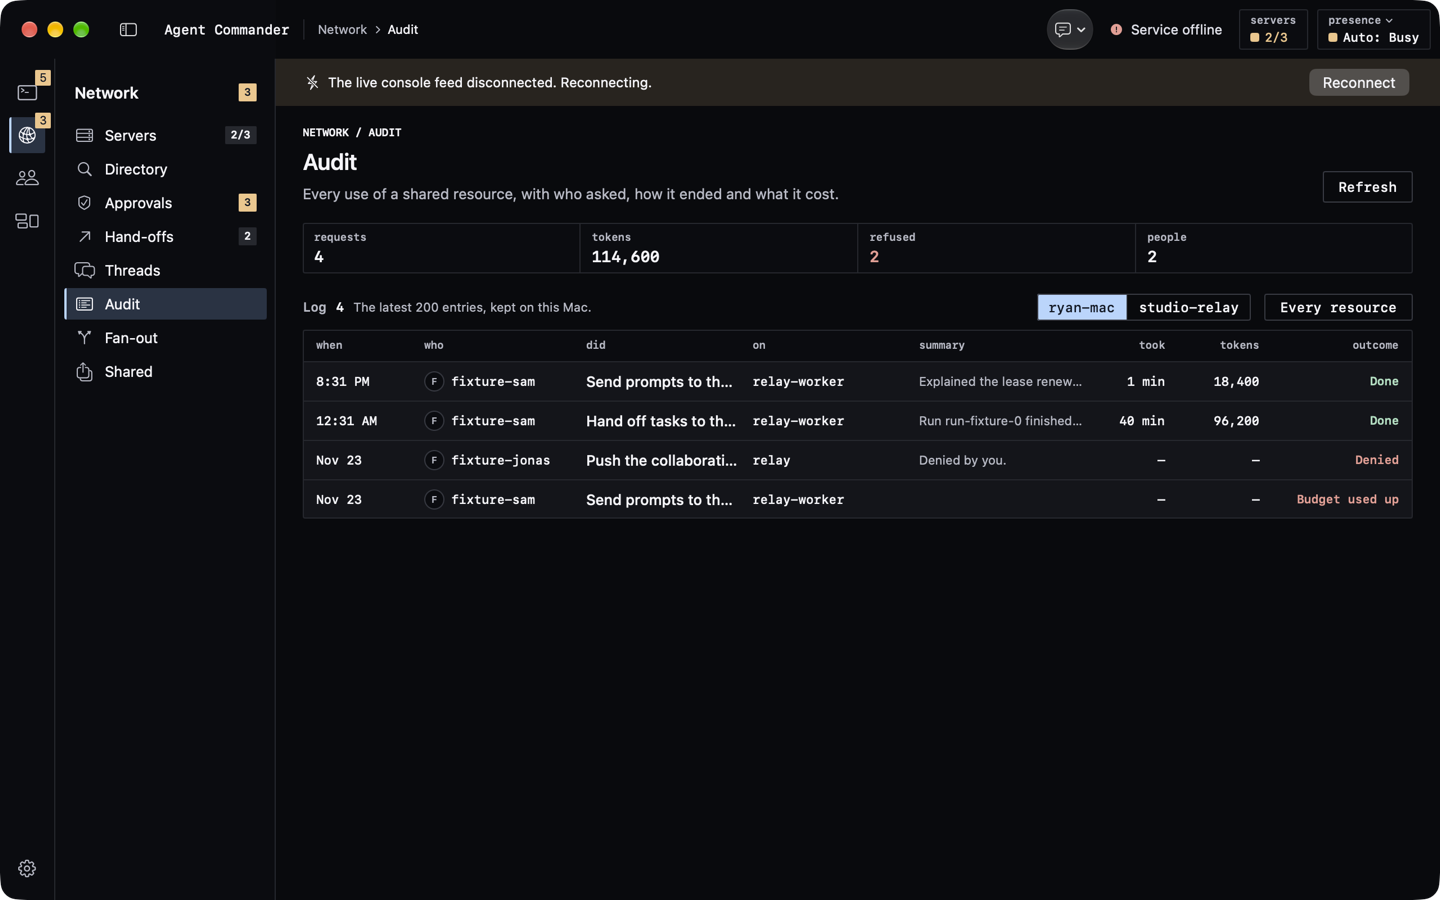 Agent Commander Network > Audit Service offline servers 2/3 presence Auto: Busy
5
3
Network 3
Servers 2/3
Directory
Approvals 3
Hand-offs 2
Threads
Audit
Fan-out
Shared
The live console feed disconnected. Reconnecting. Reconnect
NETWORK / AUDIT
Audit
Every use of a shared resource, with who asked, how it ended and what it cost.
Refresh
requests tokens refused people
4 114,600 2 2
Log 4 The latest 200 entries, kept on this Mac. ryan-mac studio-relay Every resource
when who did on summary took tokens outcome
8:31 PM F fixture-sam Send prompts to th... relay-worker Explained the lease renew... 1 min 18,400 Done
12:31 AM F fixture-sam Hand off tasks to th... relay-worker Run run-fixture-0 finished... 40 min 96,200 Done
Nov 23 F fixture-jonas Push the collaborati... relay Denied by you. — — Denied
Nov 23 F fixture-sam Send prompts to th... relay-worker — — Budget used up